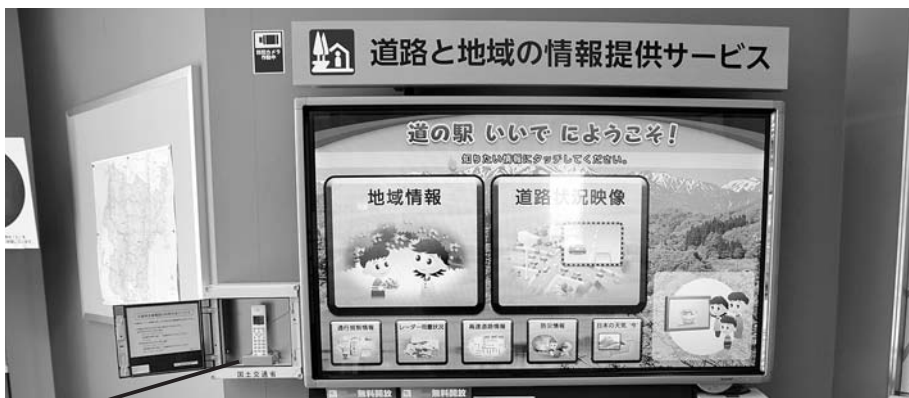 道路と地域の情報提供サービス
道の駅 いいで にようこそ！
知りたい情報にタッチしてください。
地域情報
道路状況映像
通行規制情報
レーダー雨量状況
高速道路情報
防災情報
日本の天気
国土交通省
無料開放
無料開放